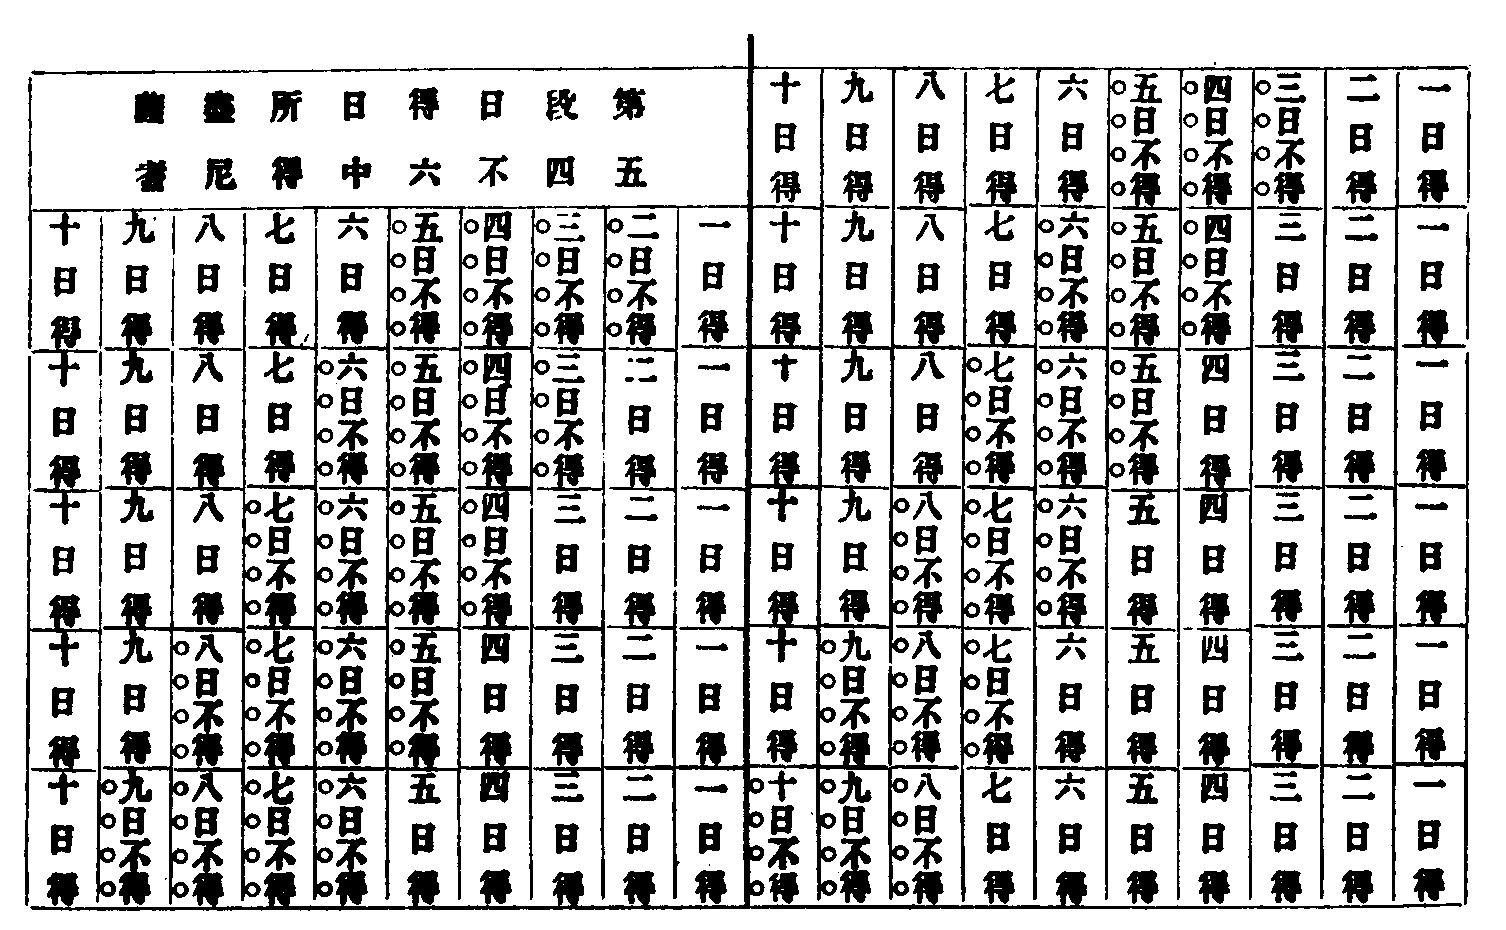 一日得
二日得
三日不得
四日不得
五日不得
六日得
七日得
八日得
九日得
十日得
一日得
二日得
三日得
四日不得
五日不得
六日不得
七日得
八日得
九日得
十日得
一日得
二日得
三日得
四日得
五日不得
六日不得
七日不得
八日得
九日得
十日得
一日得
二日得
三日得
四日得
五日得
六日不得
七日不得
八日不得
九日得
十日得
一日得
二日得
三日得
四日得
五日得
六日得
七日不得
八日不得
九日不得
十日得
一日得
二日得
三日得
四日得
五日得
六日得
七日得
八日不得
九日不得
十日不得
第五
段四
日不
得六
日中
所得
盡尼
薩耆
一日得
二日不得
三日不得
四日不得
五日不得
六日得
七日得
八日得
九日得
十日得
一日得
二日得
三日不得
四日不得
五日不得
六日不得
七日得
八日得
九日得
十日得
一日得
二日得
三日得
四日不得
五日不得
六日不得
七日不得
八日得
九日得
十日得
一日得
二日得
三日得
四日得
五日不得
六日不得
七日不得
八日不得
九日得
十日得
一日得
二日得
三日得
四日得
五日得
六日不得
七日不得
八日不得
九日不得
十日得